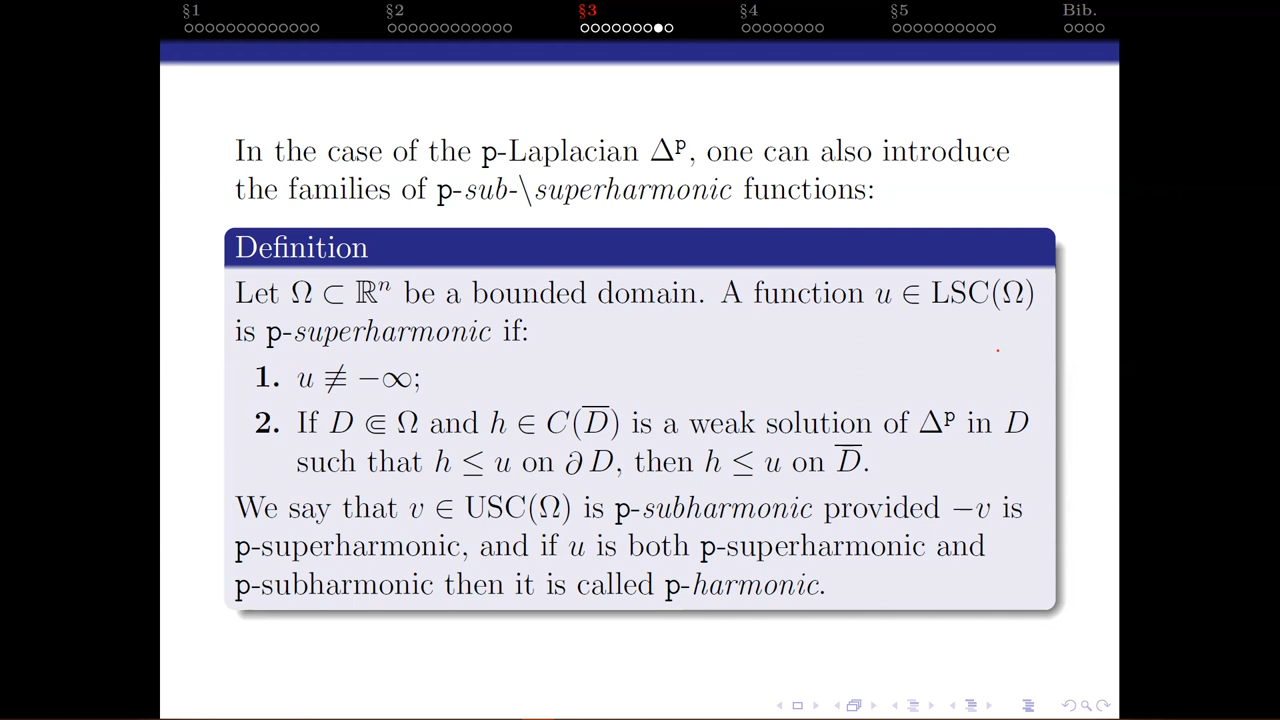 §1 §2 §3 §4 §5 Bib.
In the case of the p-Laplacian Δᵖ, one can also introduce
the families of p-sub-\superharmonic functions:
Definition
Let Ω ⊂ ℝⁿ be a bounded domain. A function u ∈ LSC(Ω)
is p-superharmonic if:
1. u ≢ −∞;
2. If D ⋐ Ω and h ∈ C(D̅) is a weak solution of Δᵖ in D
such that h ≤ u on ∂D, then h ≤ u on D̅.
We say that v ∈ USC(Ω) is p-subharmonic provided −v is
p-superharmonic, and if u is both p-superharmonic and
p-subharmonic then it is called p-harmonic.